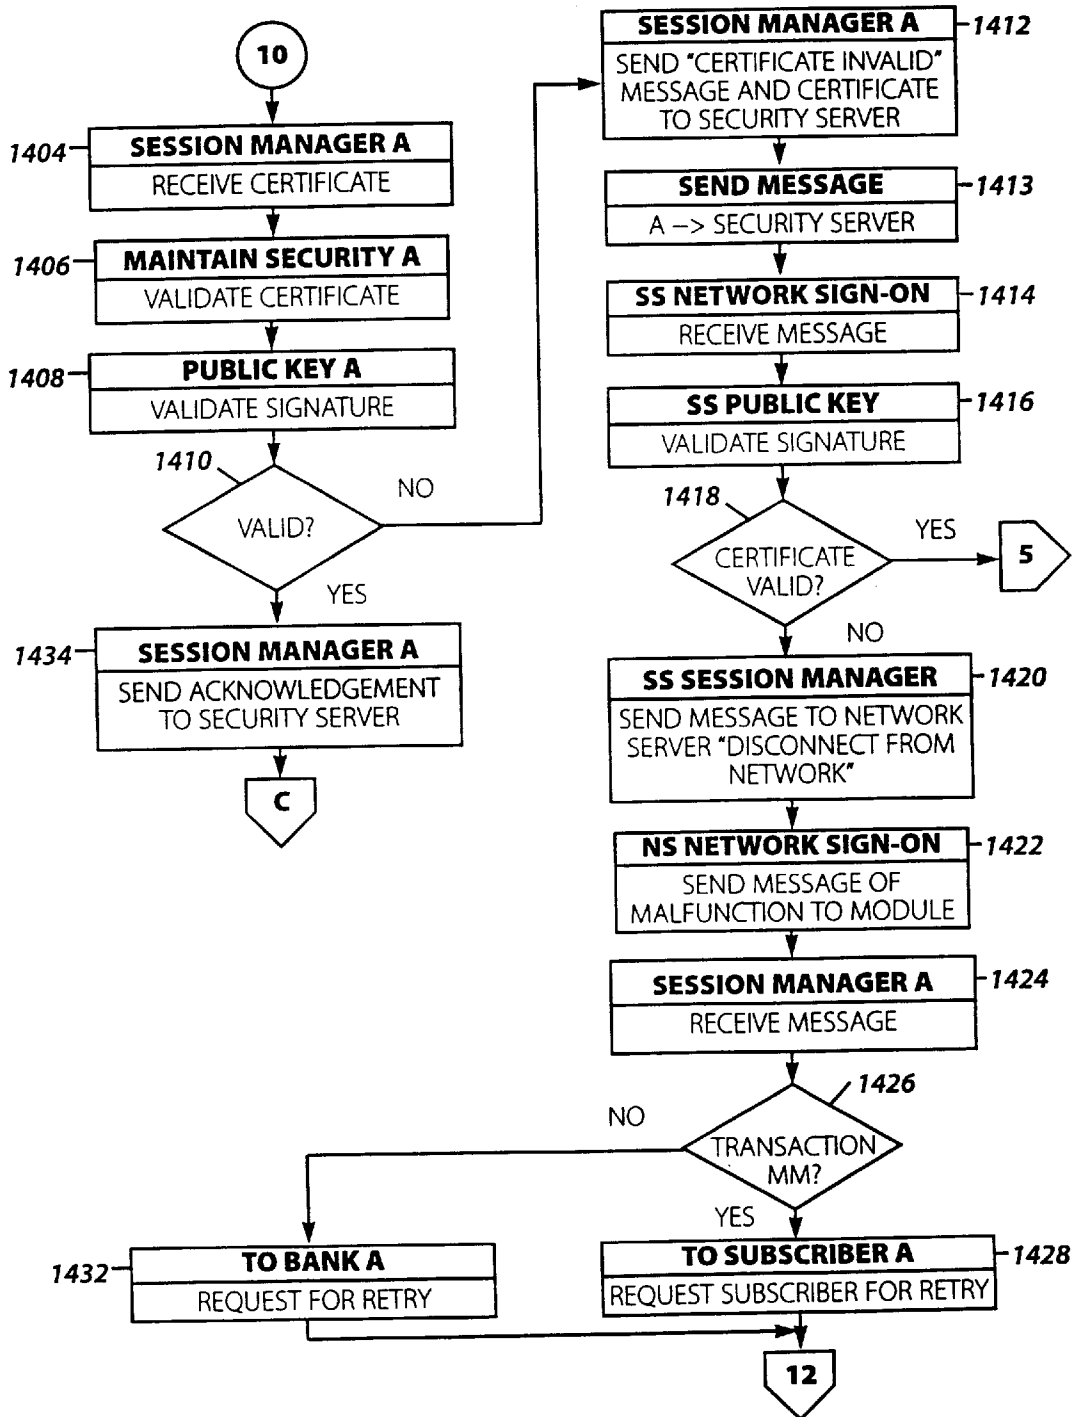 10
1404
SESSION MANAGER A
RECEIVE CERTIFICATE
1406
MAINTAIN SECURITY A
VALIDATE CERTIFICATE
1408
PUBLIC KEY A
VALIDATE SIGNATURE
1410
VALID?
NO
YES
1434
SESSION MANAGER A
SEND ACKNOWLEDGEMENT
TO SECURITY SERVER
C
SESSION MANAGER A
1412
SEND "CERTIFICATE INVALID"
MESSAGE AND CERTIFICATE
TO SECURITY SERVER
SEND MESSAGE
1413
A –> SECURITY SERVER
SS NETWORK SIGN-ON
1414
RECEIVE MESSAGE
SS PUBLIC KEY
1416
VALIDATE SIGNATURE
1418
CERTIFICATE
VALID?
YES
5
NO
SS SESSION MANAGER
1420
SEND MESSAGE TO NETWORK
SERVER "DISCONNECT FROM
NETWORK"
NS NETWORK SIGN-ON
1422
SEND MESSAGE OF
MALFUNCTION TO MODULE
SESSION MANAGER A
1424
RECEIVE MESSAGE
1426
TRANSACTION
MM?
NO
YES
1432
TO BANK A
REQUEST FOR RETRY
TO SUBSCRIBER A
1428
REQUEST SUBSCRIBER FOR RETRY
12